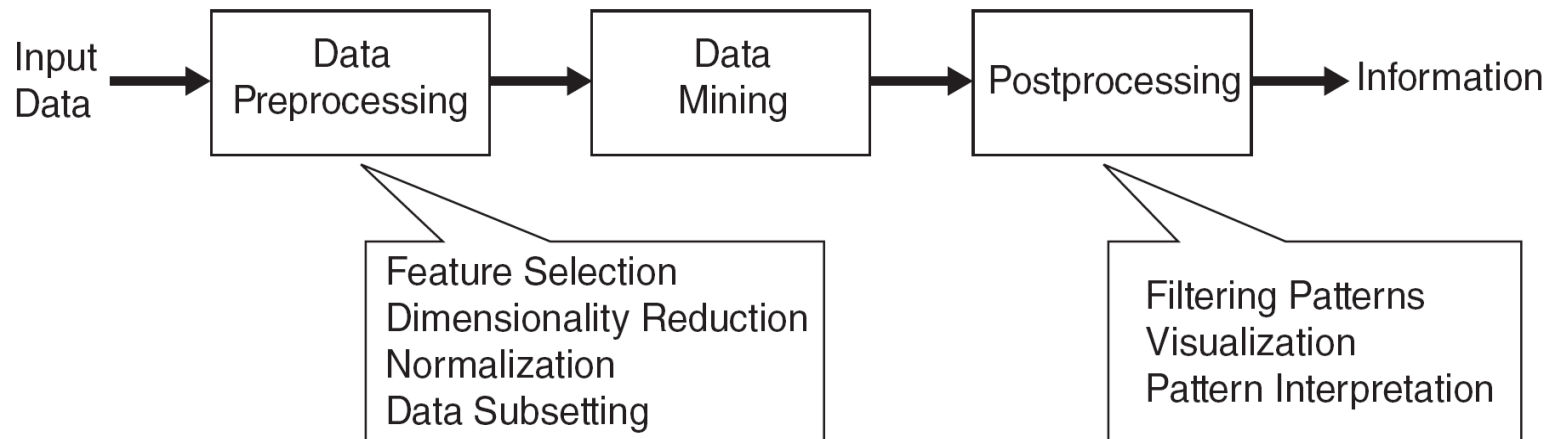 Input
Data
Data
Preprocessing
Data
Mining
Postprocessing
Information
Feature Selection
Dimensionality Reduction
Normalization
Data Subsetting
Filtering Patterns
Visualization
Pattern Interpretation